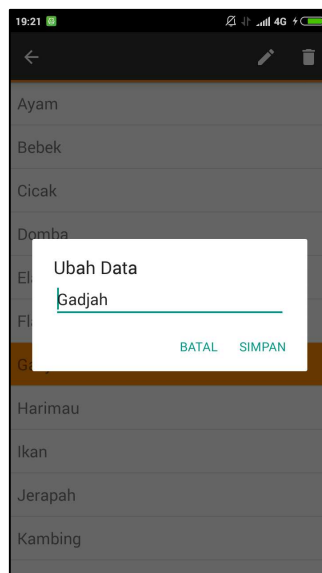 19:21 4G
Ayam
Bebek
Cicak
Domba
Ubah Data
Gadjah
BATAL SIMPAN
Harimau
Ikan
Jerapah
Kambing